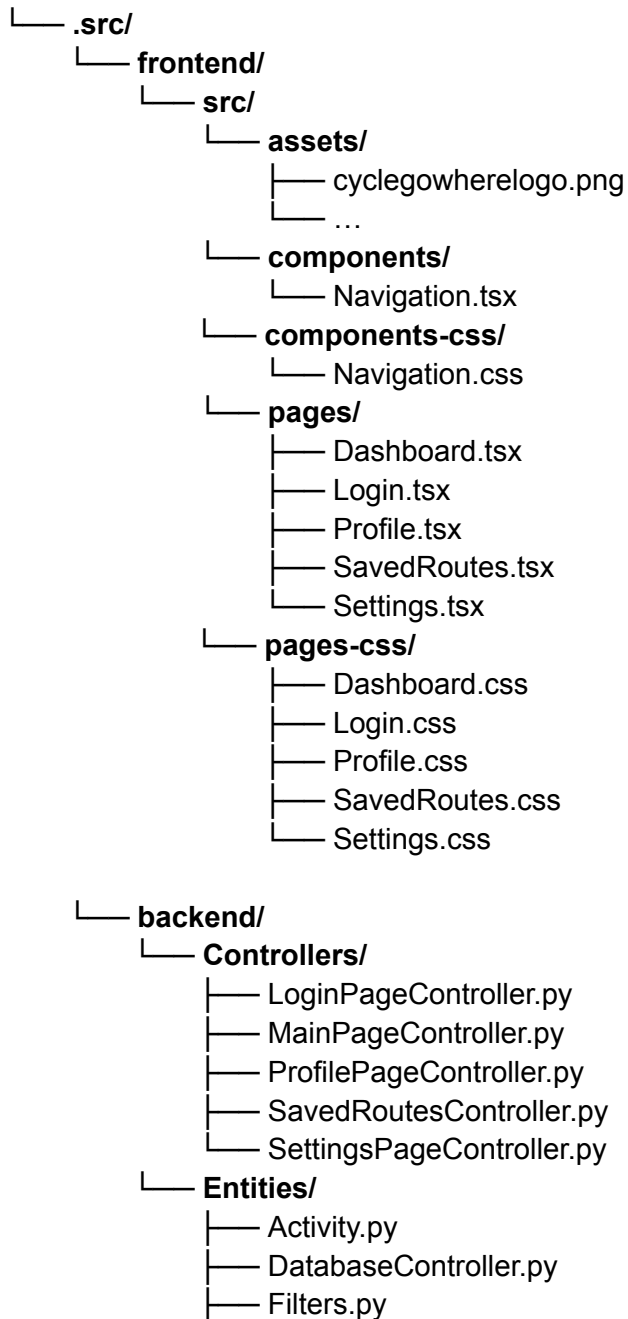 └── .src/
└── frontend/
└── src/
└── assets/
├── cyclegowherelogo.png
└── …
└── components/
└── Navigation.tsx
└── components-css/
└── Navigation.css
└── pages/
├── Dashboard.tsx
├── Login.tsx
├── Profile.tsx
├── SavedRoutes.tsx
└── Settings.tsx
└── pages-css/
├── Dashboard.css
├── Login.css
├── Profile.css
├── SavedRoutes.css
└── Settings.css
└── backend/
└── Controllers/
├── LoginPageController.py
├── MainPageController.py
├── ProfilePageController.py
├── SavedRoutesController.py
└── SettingsPageController.py
└── Entities/
├── Activity.py
├── DatabaseController.py
├── Filters.py